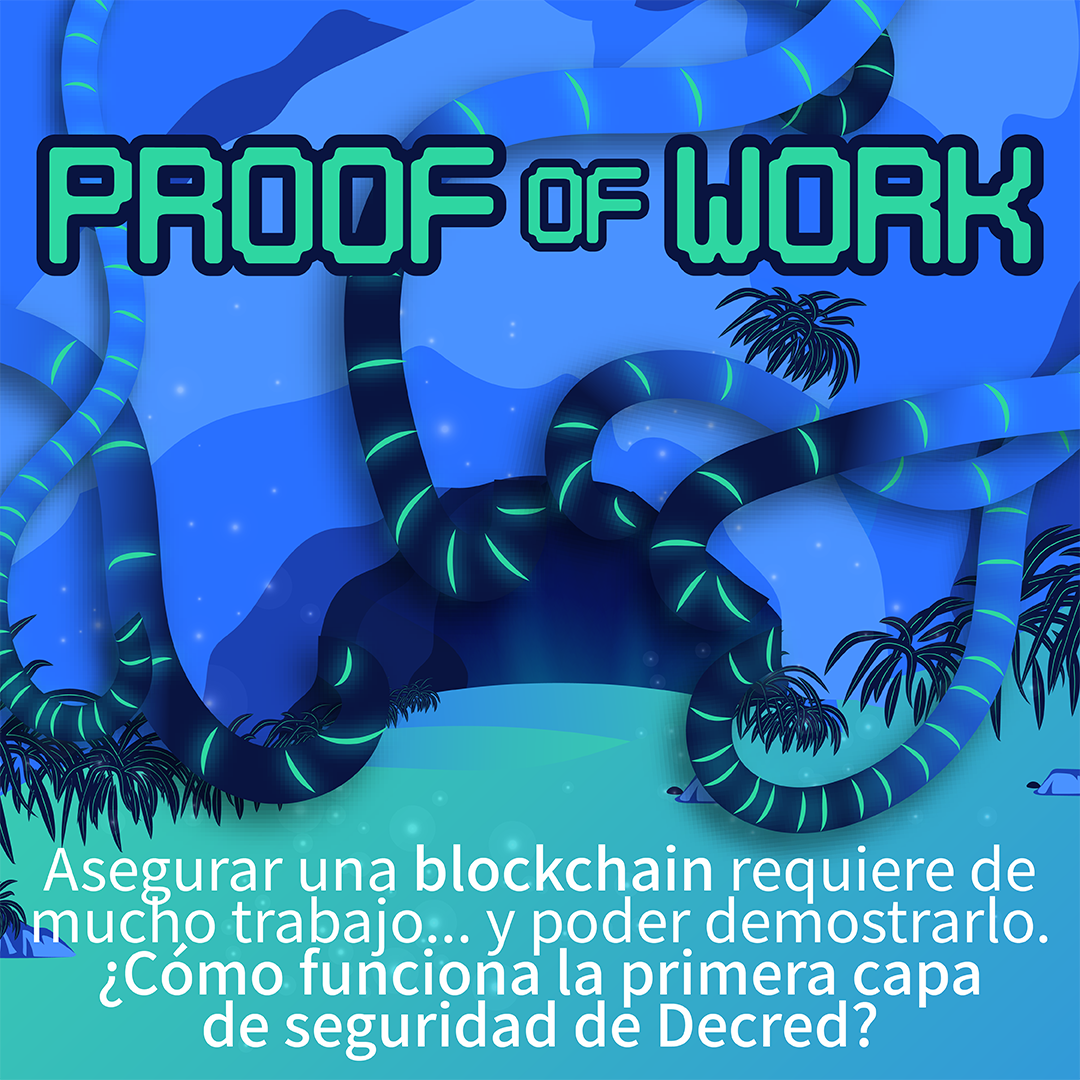 PROOF OF WORK
Asegurar una blockchain requiere de
mucho trabajo... y poder demostrarlo.
¿Cómo funciona la primera capa
de seguridad de Decred?